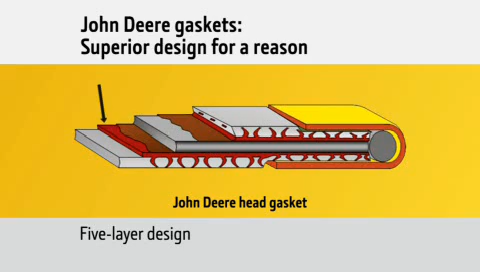 John Deere gaskets:
Superior design for a reason
John Deere head gasket
Five-layer design